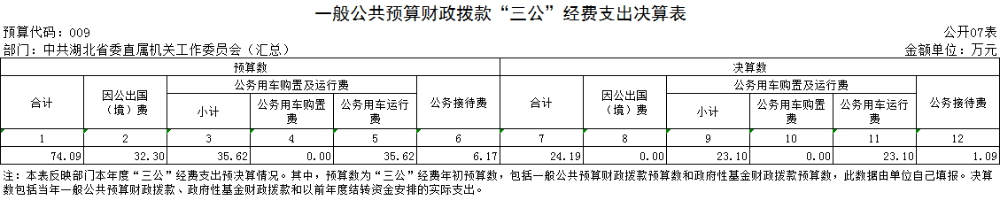 一般公共预算财政拨款“三公”经费支出决算表
预算代码：009 公开07表
部门：中共湖北省委直属机关工作委员会（汇总） 金额单位：万元
预算数 决算数
合计 因公出国（境）费 公务用车购置及运行费 公务接待费 合计 因公出国（境）费 公务用车购置及运行费 公务接待费
小计 公务用车购置费 公务用车运行费 小计 公务用车购置费 公务用车运行费
1 2 3 4 5 6 7 8 9 10 11 12
74.09 32.30 35.62 0.00 35.62 6.17 24.19 0.00 23.10 0.00 23.10 1.09
注：本表反映部门本年度“三公”经费支出预决算情况。其中，预算数为“三公”经费年初预算数，包括一般公共预算财政拨款预算数和政府性基金财政拨款预算数，此数据由单位自己填报。决算
数包括当年一般公共预算财政拨款、政府性基金财政拨款和以前年度结转资金安排的实际支出。